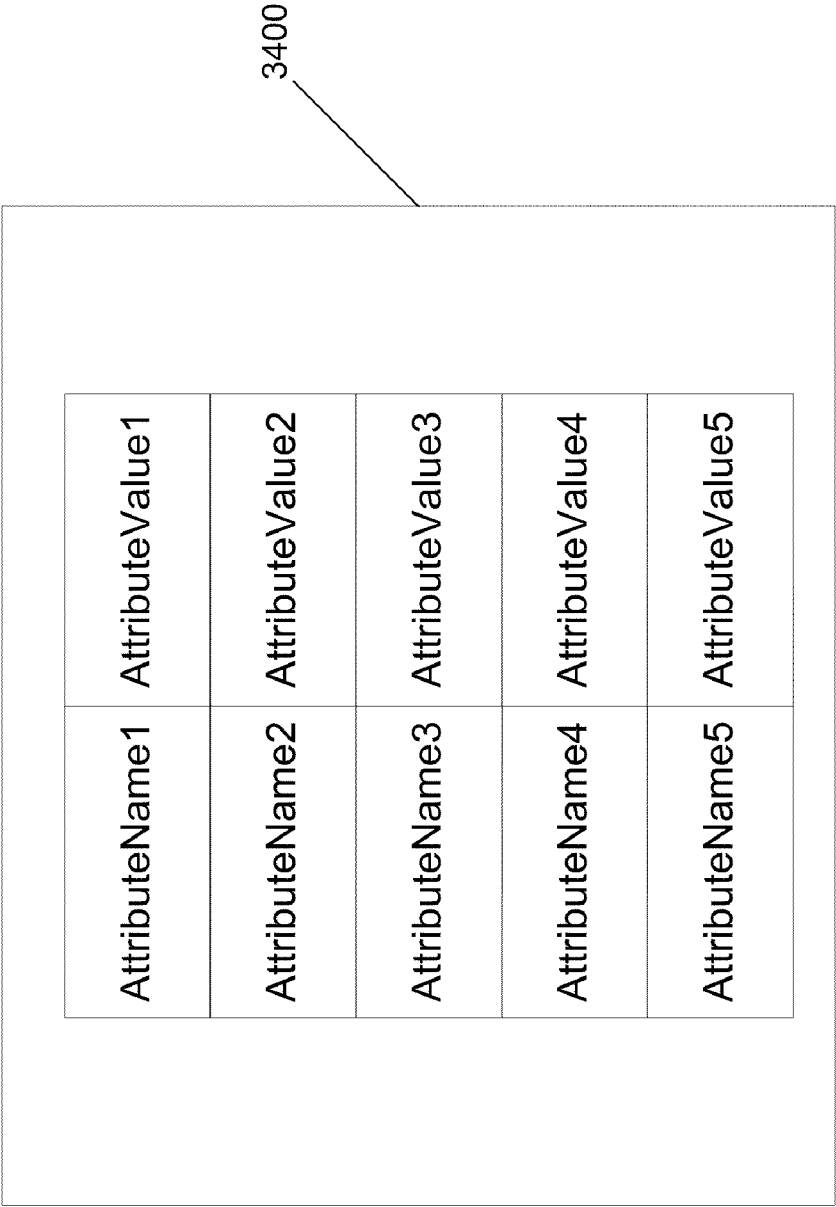 3400
AttributeName1 AttributeValue1
AttributeName2 AttributeValue2
AttributeName3 AttributeValue3
AttributeName4 AttributeValue4
AttributeName5 AttributeValue5